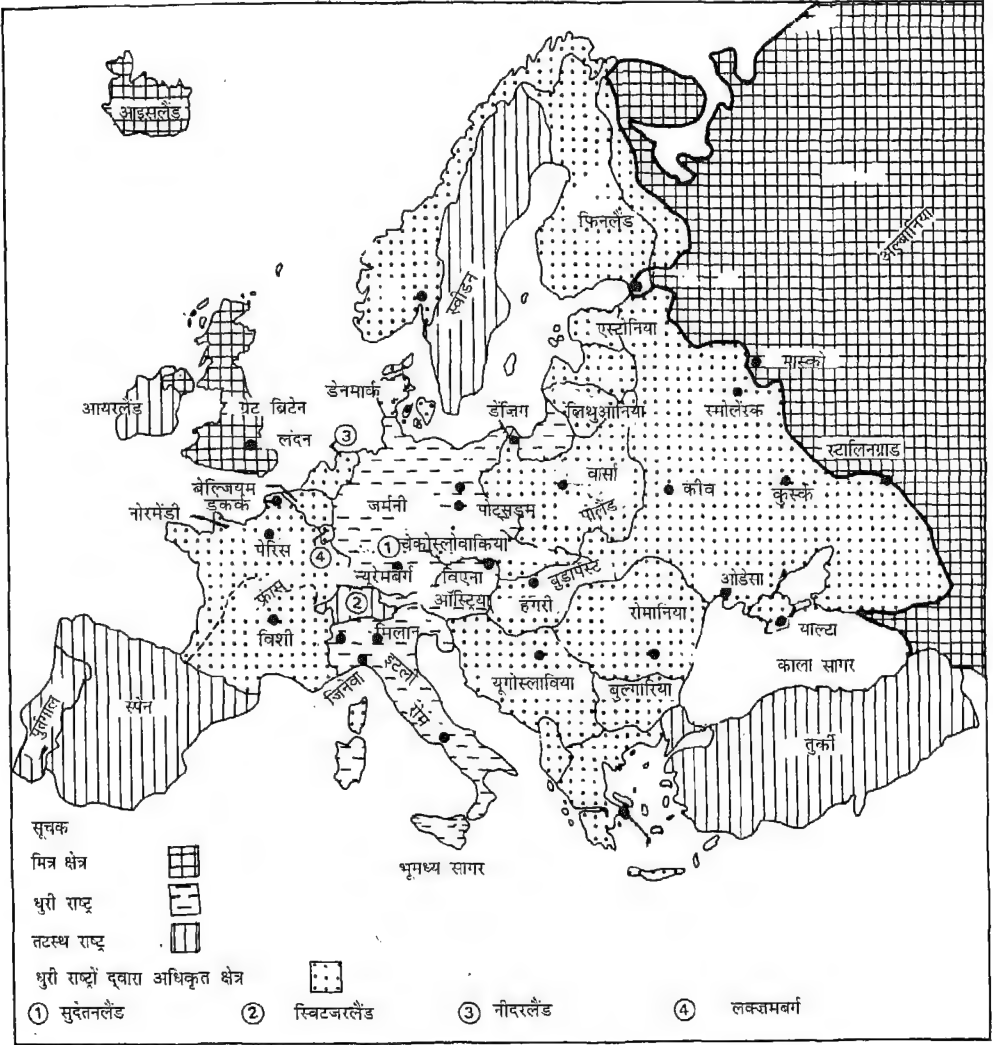 आइसलैंड
फिनलैंड
अल्बानिया
स्वीडन
एस्टोनिया
मास्को
डेनमार्क
आयरलैंड
ग्रेट ब्रिटेन
डेंज़िग
लिथुआनिया
स्मोलेंस्क
लंदन
③
स्टालिनग्राड
वार्सा
बेल्जियम
जर्मनी
कीव
कुर्स्क
डंकर्क
पोट्सडम
पोलैंड
नोरमेंडी
पेरिस
④
① चेकोस्लोवाकिया
न्यूरेमबर्ग
विएना
बुडापेस्ट
ओडेसा
फ्रांस
②
ऑस्ट्रिया
हंगरी
रोमानिया
याल्टा
विशी
मिलान
काला सागर
इटली
यूगोस्लाविया
बुल्गारिया
जिनेवा
स्पेन
पुर्तगाल
रोम
तुर्की
सूचक
मित्र क्षेत्र
भूमध्य सागर
धुरी राष्ट्र
तटस्थ राष्ट्र
धुरी राष्ट्रों द्वारा अधिकृत क्षेत्र
① सुदेतनलैंड ② स्विटजरलैंड ③ नीदरलैंड ④ लक्ज़मबर्ग